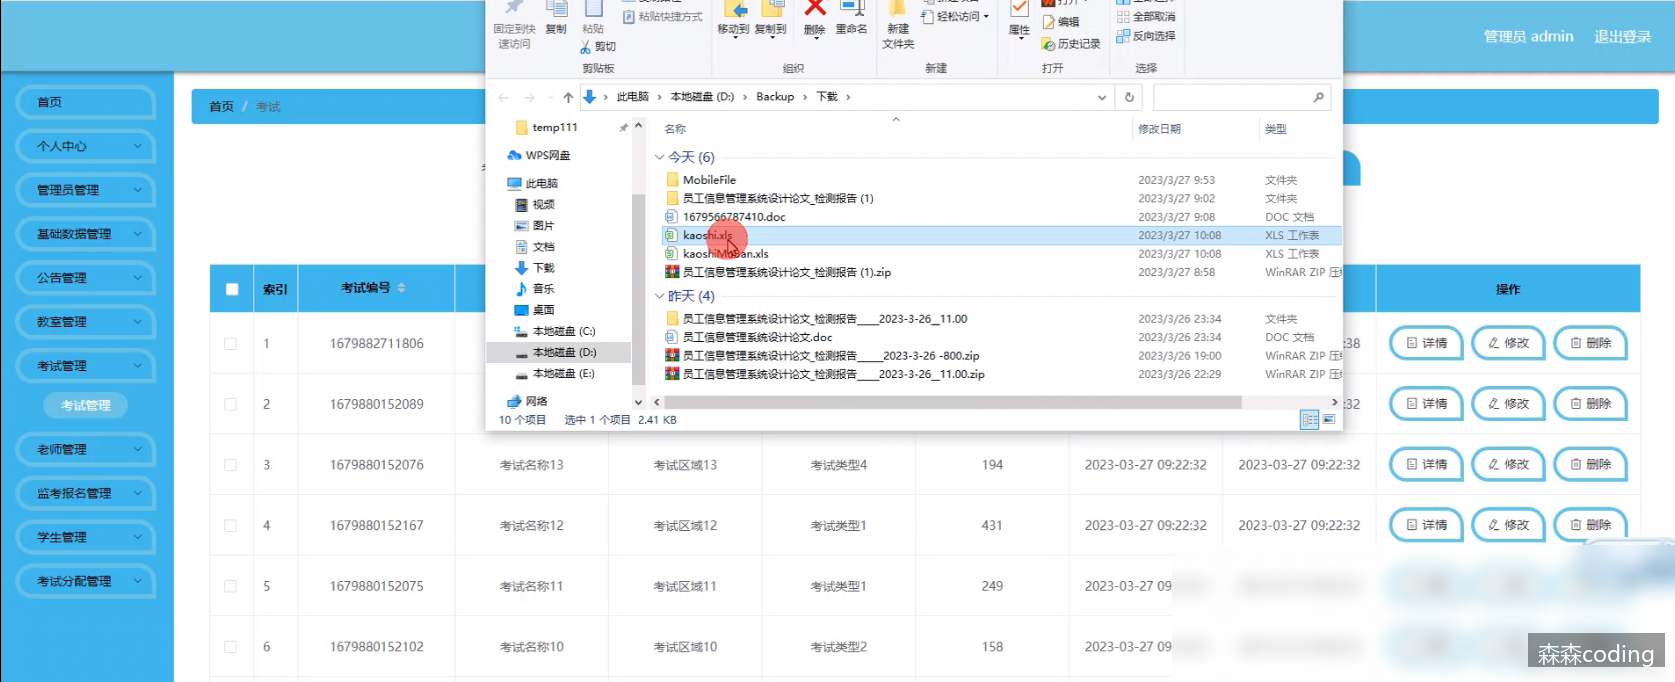 固定到快
速访问
复制
粘贴
粘贴快捷方式
剪切
剪贴板
移动到
复制到
删除
重命名
组织
新建
文件夹
轻松访问
新建
属性
打开
编辑
历史记录
打开
全部取消
反向选择
选择
管理员 admin
退出登录
首页
个人中心
管理员管理
基础数据管理
公告管理
教室管理
考试管理
考试管理
老师管理
监考报名管理
学生管理
考试分配管理
首页 / 考试
此电脑 > 本地磁盘 (D:) > Backup > 下载 >
temp111
WPS网盘
此电脑
视频
图片
文档
下载
音乐
桌面
本地磁盘 (C:)
本地磁盘 (D:)
本地磁盘 (E:)
网络
名称 修改日期 类型
今天 (6)
MobileFile 2023/3/27 9:53 文件夹
员工信息管理系统设计论文_检测报告 (1) 2023/3/27 9:02 文件夹
1679566787410.doc 2023/3/27 9:08 DOC 文档
kaoshi.xls 2023/3/27 10:08 XLS 工作表
2023/3/27 10:08 XLS 工作表
员工信息管理系统设计论文_检测报告 (1).zip 2023/3/27 8:58 WinRAR ZIP
昨天 (4)
员工信息管理系统设计论文_检测报告____2023-3-26__11.00 2023/3/26 23:34 文件夹
员工信息管理系统设计论文.doc 2023/3/26 23:34 DOC 文档
员工信息管理系统设计论文_检测报告_____2023-3-26 -800.zip 2023/3/26 19:00 WinRAR ZIP
员工信息管理系统设计论文_检测报告____2023-3-26__11.00.zip 2023/3/26 22:29 WinRAR ZIP
10 个项目 选中 1 个项目 2.41 KB
索引 考试编号 操作
1 1679882711806 :38 详情 修改 删除
2 1679880152089 :32 详情 修改 删除
3 1679880152076 考试名称13 考试区域13 考试类型4 194 2023-03-27 09:22:32 2023-03-27 09:22:32 详情 修改 删除
4 1679880152167 考试名称12 考试区域12 考试类型1 431 2023-03-27 09:22:32 2023-03-27 09:22:32 详情 修改 删除
5 1679880152075 考试名称11 考试区域11 考试类型1 249 2023-03-27 09
6 1679880152102 考试名称10 考试区域10 考试类型2 158 2023-03-27 09
森森coding